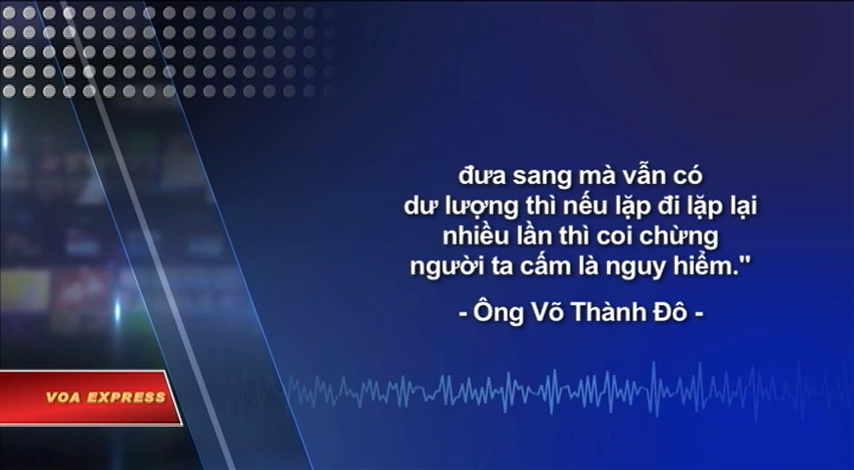 đưa sang mà vẫn có
dư lượng thì nếu lặp đi lặp lại
nhiều lần thì coi chừng
người ta cấm là nguy hiểm."
- Ông Võ Thành Đô -
VOA EXPRESS